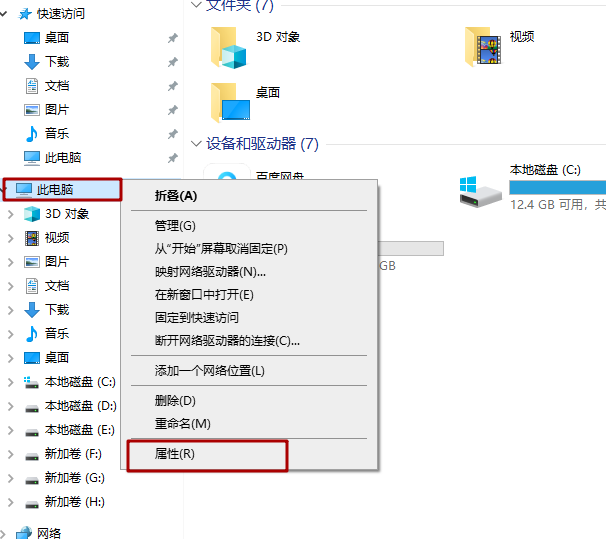 快速访问
桌面
下载
文档
图片
音乐
此电脑
此电脑
3D 对象
视频
图片
文档
下载
音乐
桌面
本地磁盘 (C:)
本地磁盘 (D:)
本地磁盘 (E:)
新加卷 (F:)
新加卷 (G:)
新加卷 (H:)
网络
文件夹 (7)
3D 对象
视频
桌面
设备和驱动器 (7)
百度网盘
本地磁盘 (C:)
12.4 GB 可用，共
GB
折叠(A)
管理(G)
从"开始"屏幕取消固定(P)
映射网络驱动器(N)...
在新窗口中打开(E)
固定到快速访问
断开网络驱动器的连接(C)...
添加一个网络位置(L)
删除(D)
重命名(M)
属性(R)